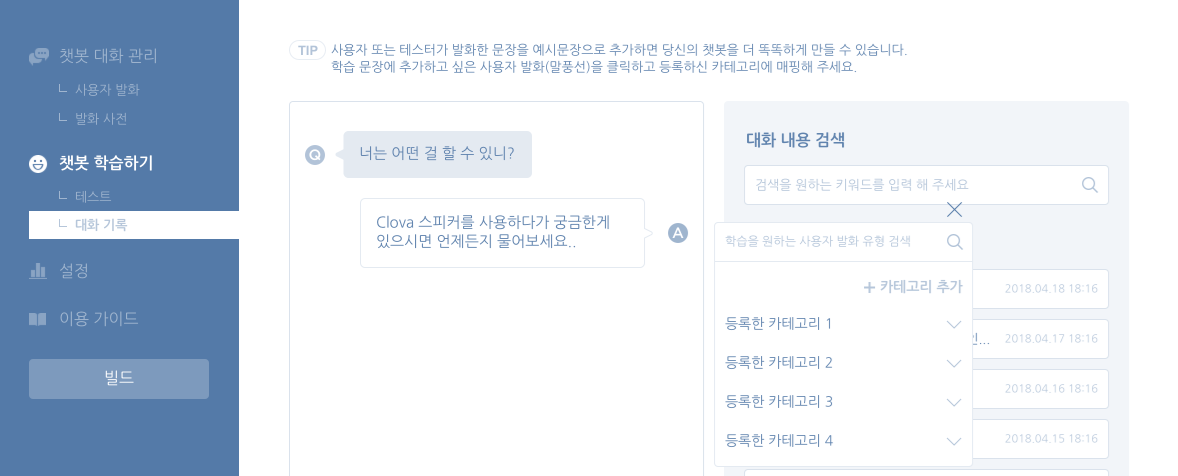 챗봇 대화 관리
사용자 발화
발화 사전
챗봇 학습하기
테스트
대화 기록
설정
이용 가이드
빌드
TIP 사용자 또는 테스터가 발화한 문장을 예시문장으로 추가하면 당신의 챗봇을 더 똑똑하게 만들 수 있습니다.
학습 문장에 추가하고 싶은 사용자 발화(말풍선)을 클릭하고 등록하신 카테고리에 매핑해 주세요.
Q 너는 어떤 걸 할 수 있니?
Clova 스피커를 사용하다가 궁금한게
있으시면 언제든지 물어보세요..
A
대화 내용 검색
검색을 원하는 키워드를 입력 해 주세요
학습을 원하는 사용자 발화 유형 검색
+ 카테고리 추가
등록한 카테고리 1
등록한 카테고리 2
등록한 카테고리 3
등록한 카테고리 4
2018.04.18 18:16
2018.04.17 18:16
2018.04.16 18:16
2018.04.15 18:16